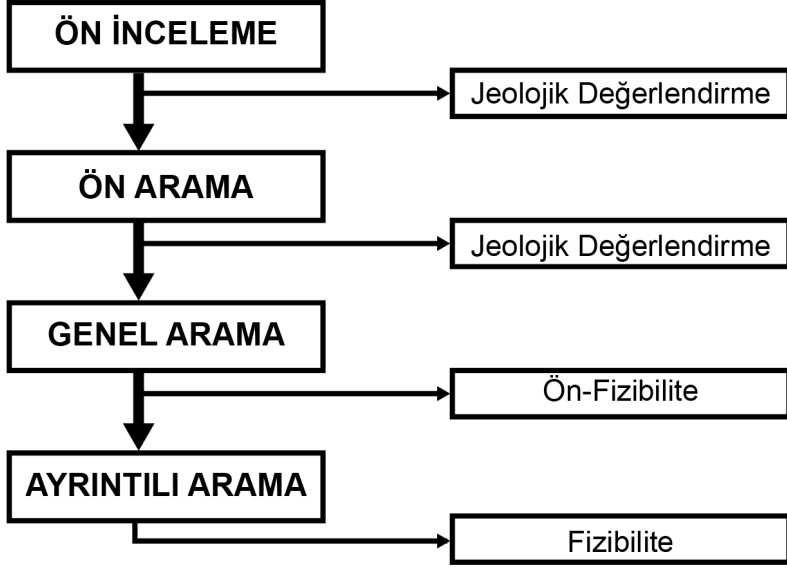 ÖN İNCELEME
Jeolojik Değerlendirme
ÖN ARAMA
Jeolojik Değerlendirme
GENEL ARAMA
Ön-Fizibilite
AYRINTILI ARAMA
Fizibilite